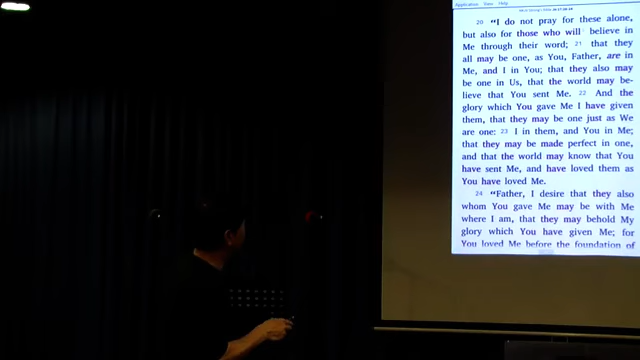 Application View Help
20 “I do not pray for these alone,
but also for those who will believe in
Me through their word; 21 that they
all may be one, as You, Father, are in
Me, and I in You; that they also may
be one in Us, that the world may be-
lieve that You sent Me. 22 And the
glory which You gave Me I have given
them, that they may be one just as We
are one: 23 I in them, and You in Me;
that they may be made perfect in one,
and that the world may know that You
have sent Me, and have loved them as
You have loved Me.
24 “Father, I desire that they also
whom You gave Me may be with Me
where I am, that they may behold My
glory which You have given Me; for
You loved Me before the foundation of